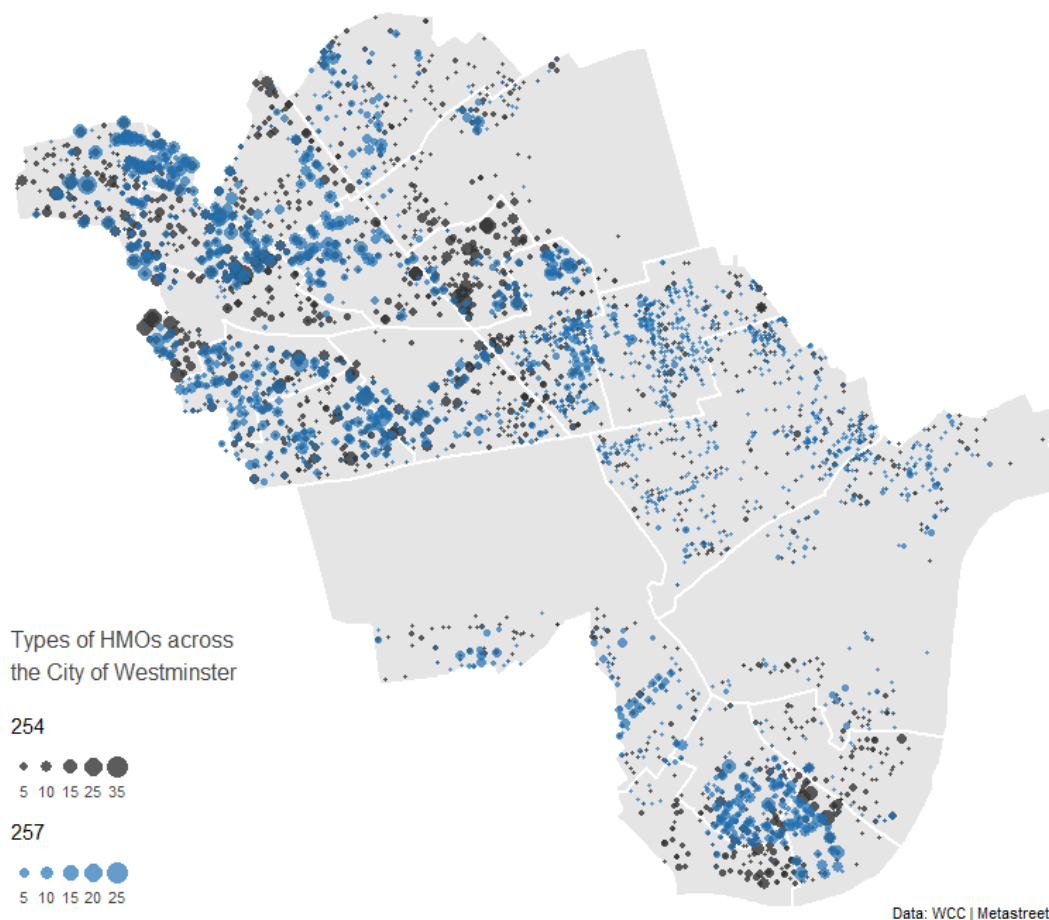 Types of HMOs across
the City of Westminster
254
5 10 15 25 35
257
5 10 15 20 25
Data: WCC | Metastreet